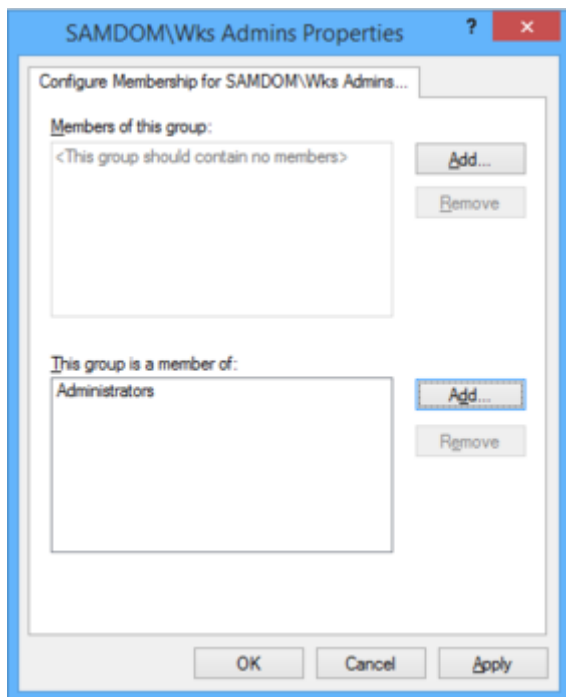 SAMDOM\Wks Admins Properties
?
Configure Membership for SAMDOM\Wks Admins...
Members of this group:
<This group should contain no members>
Add...
Remove
This group is a member of:
Administrators
Add...
Remove
OK
Cancel
Apply